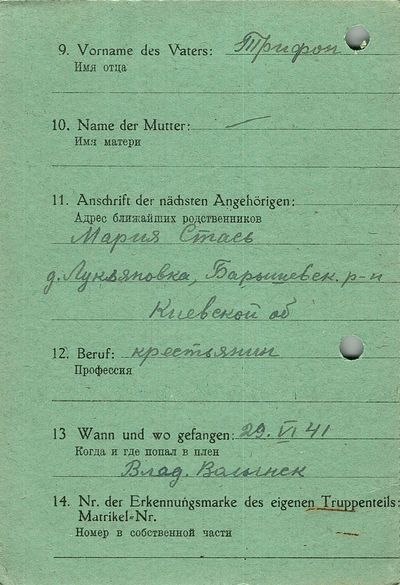 9. Vorname des Vaters: Трифон
Имя отца
10. Name der Mutter: —
Имя матери
11. Anschrift der nächsten Angehörigen:
Адрес ближайших родственников
Мария Стась
д. Лукьяновка, Барышевск. р-н
Киевской об
12. Beruf: крестьянин
Профессия
13 Wann und wo gefangen: 29. VI 41
Когда и где попал в плен
Влад. Волынск
14. Nr. der Erkennungsmarke des eigenen Truppenteils:
Matrikel-Nr.
Номер в собственной части —